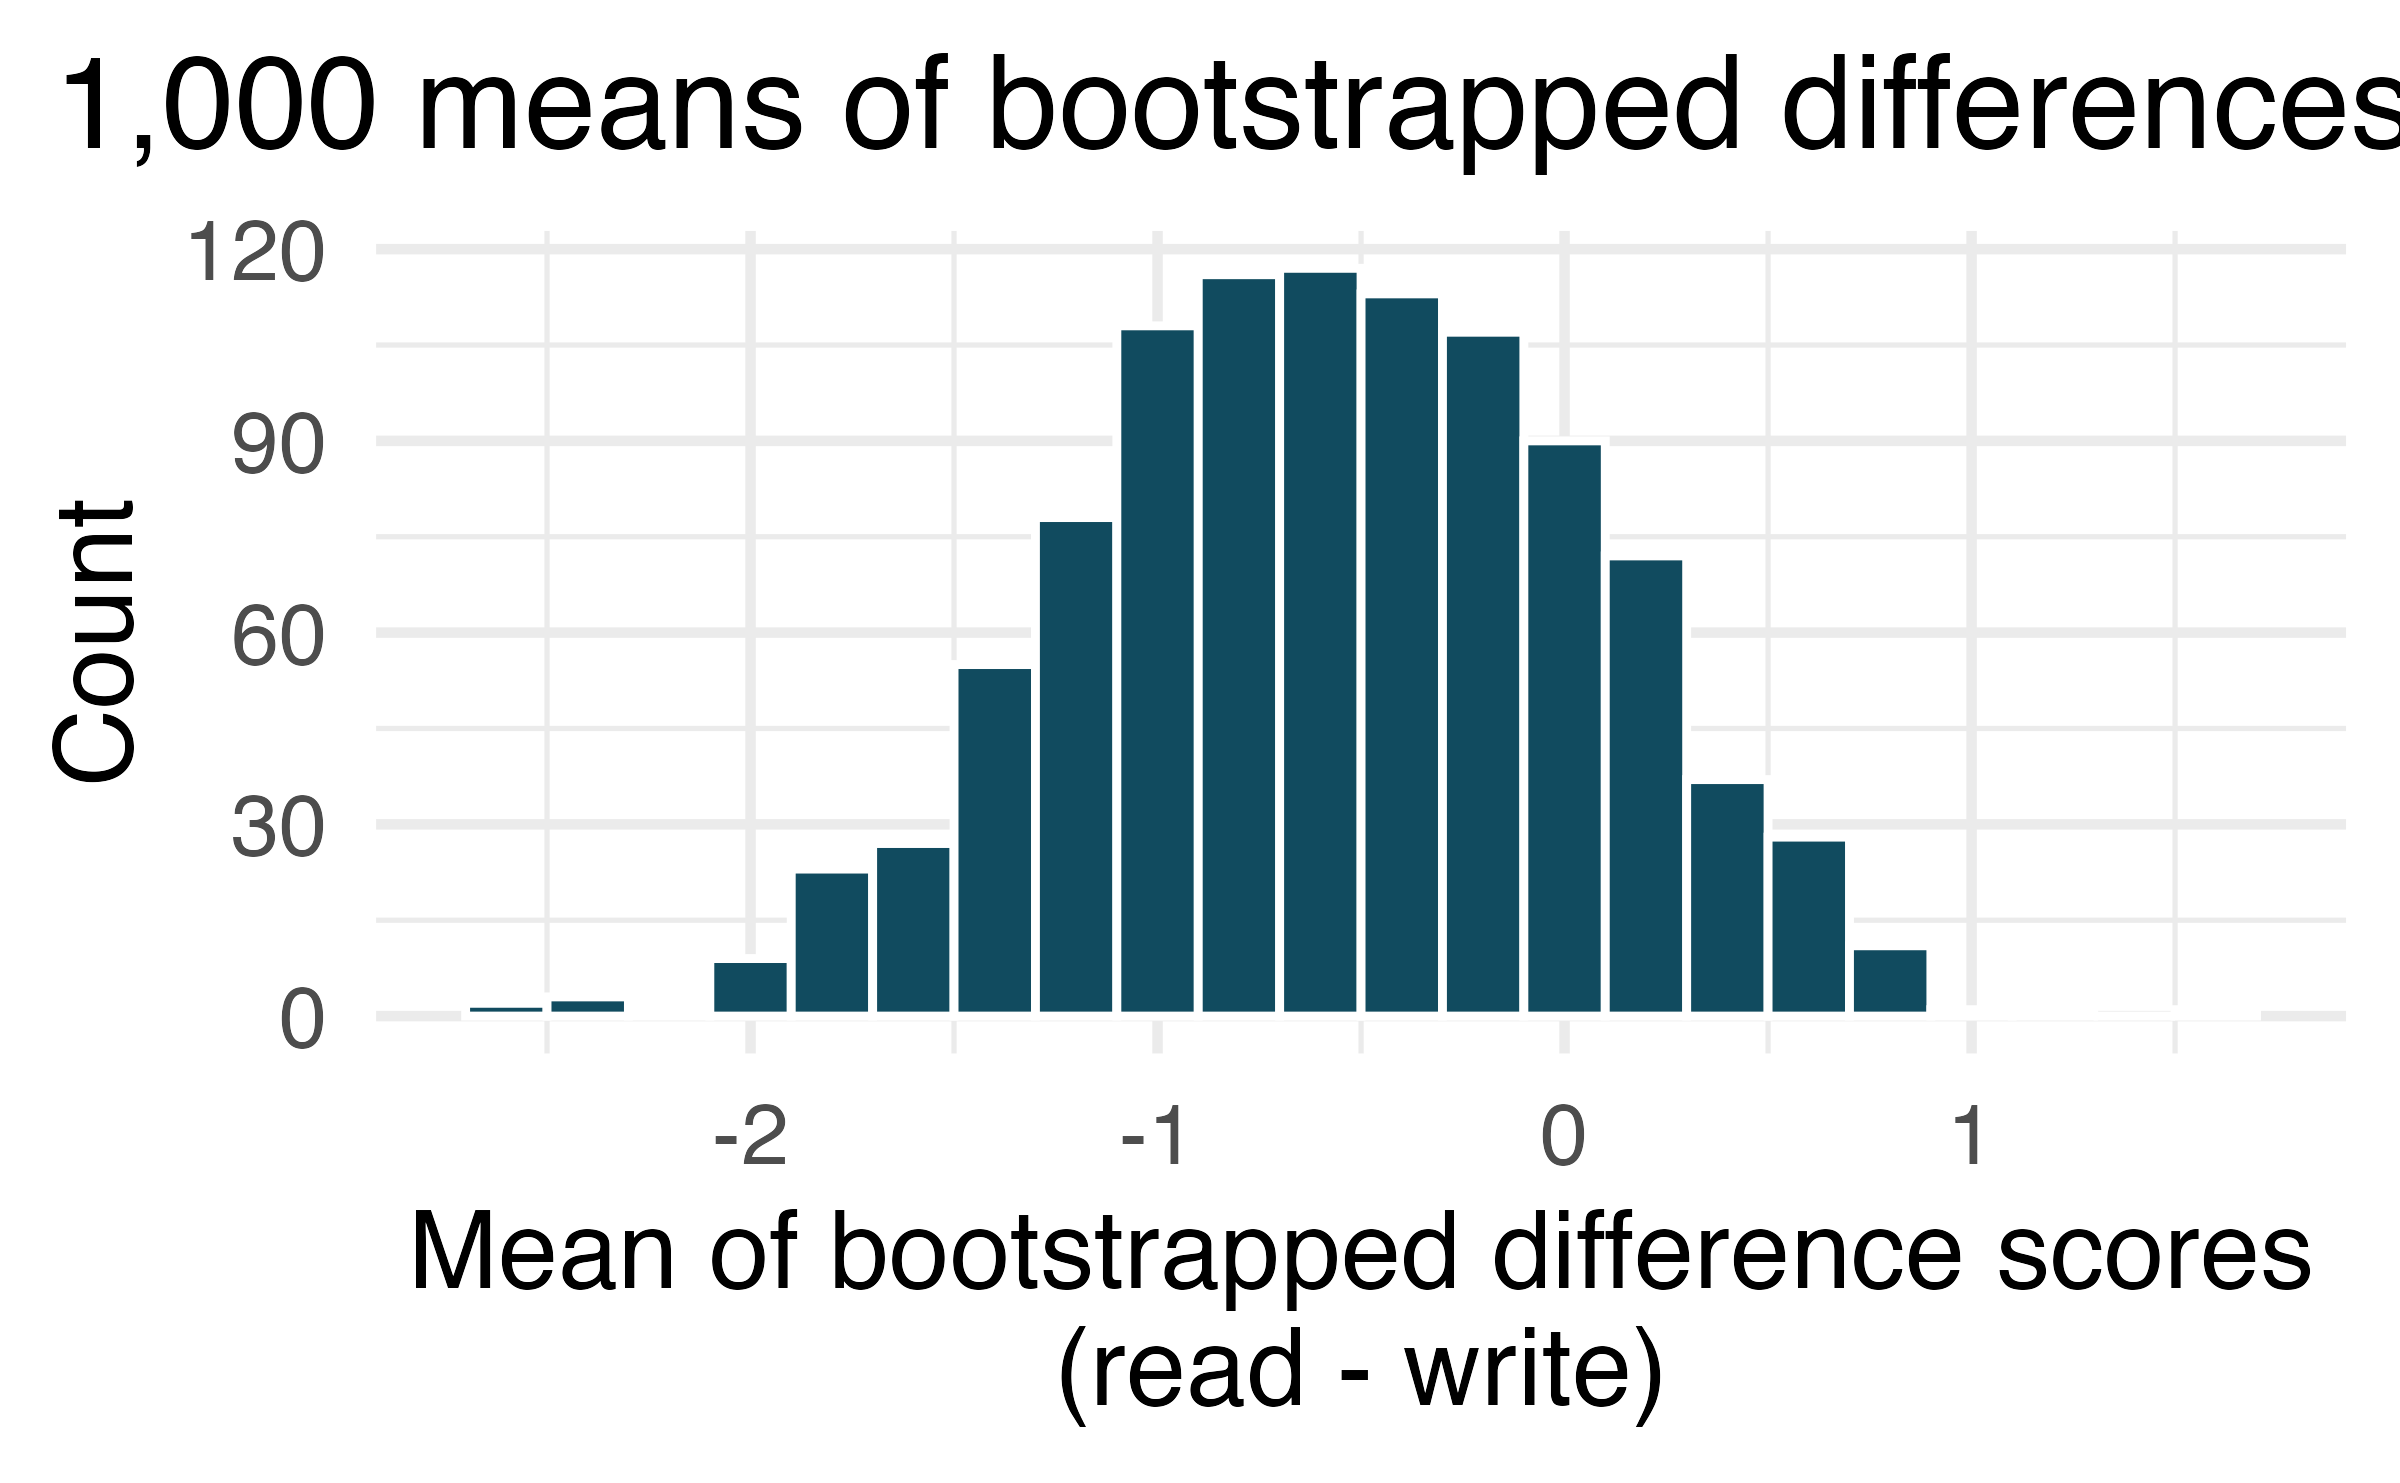 1,000 means of bootstrapped differences
120
90
60
30
0
Count
-2 -1 0 1
Mean of bootstrapped difference scores
(read - write)